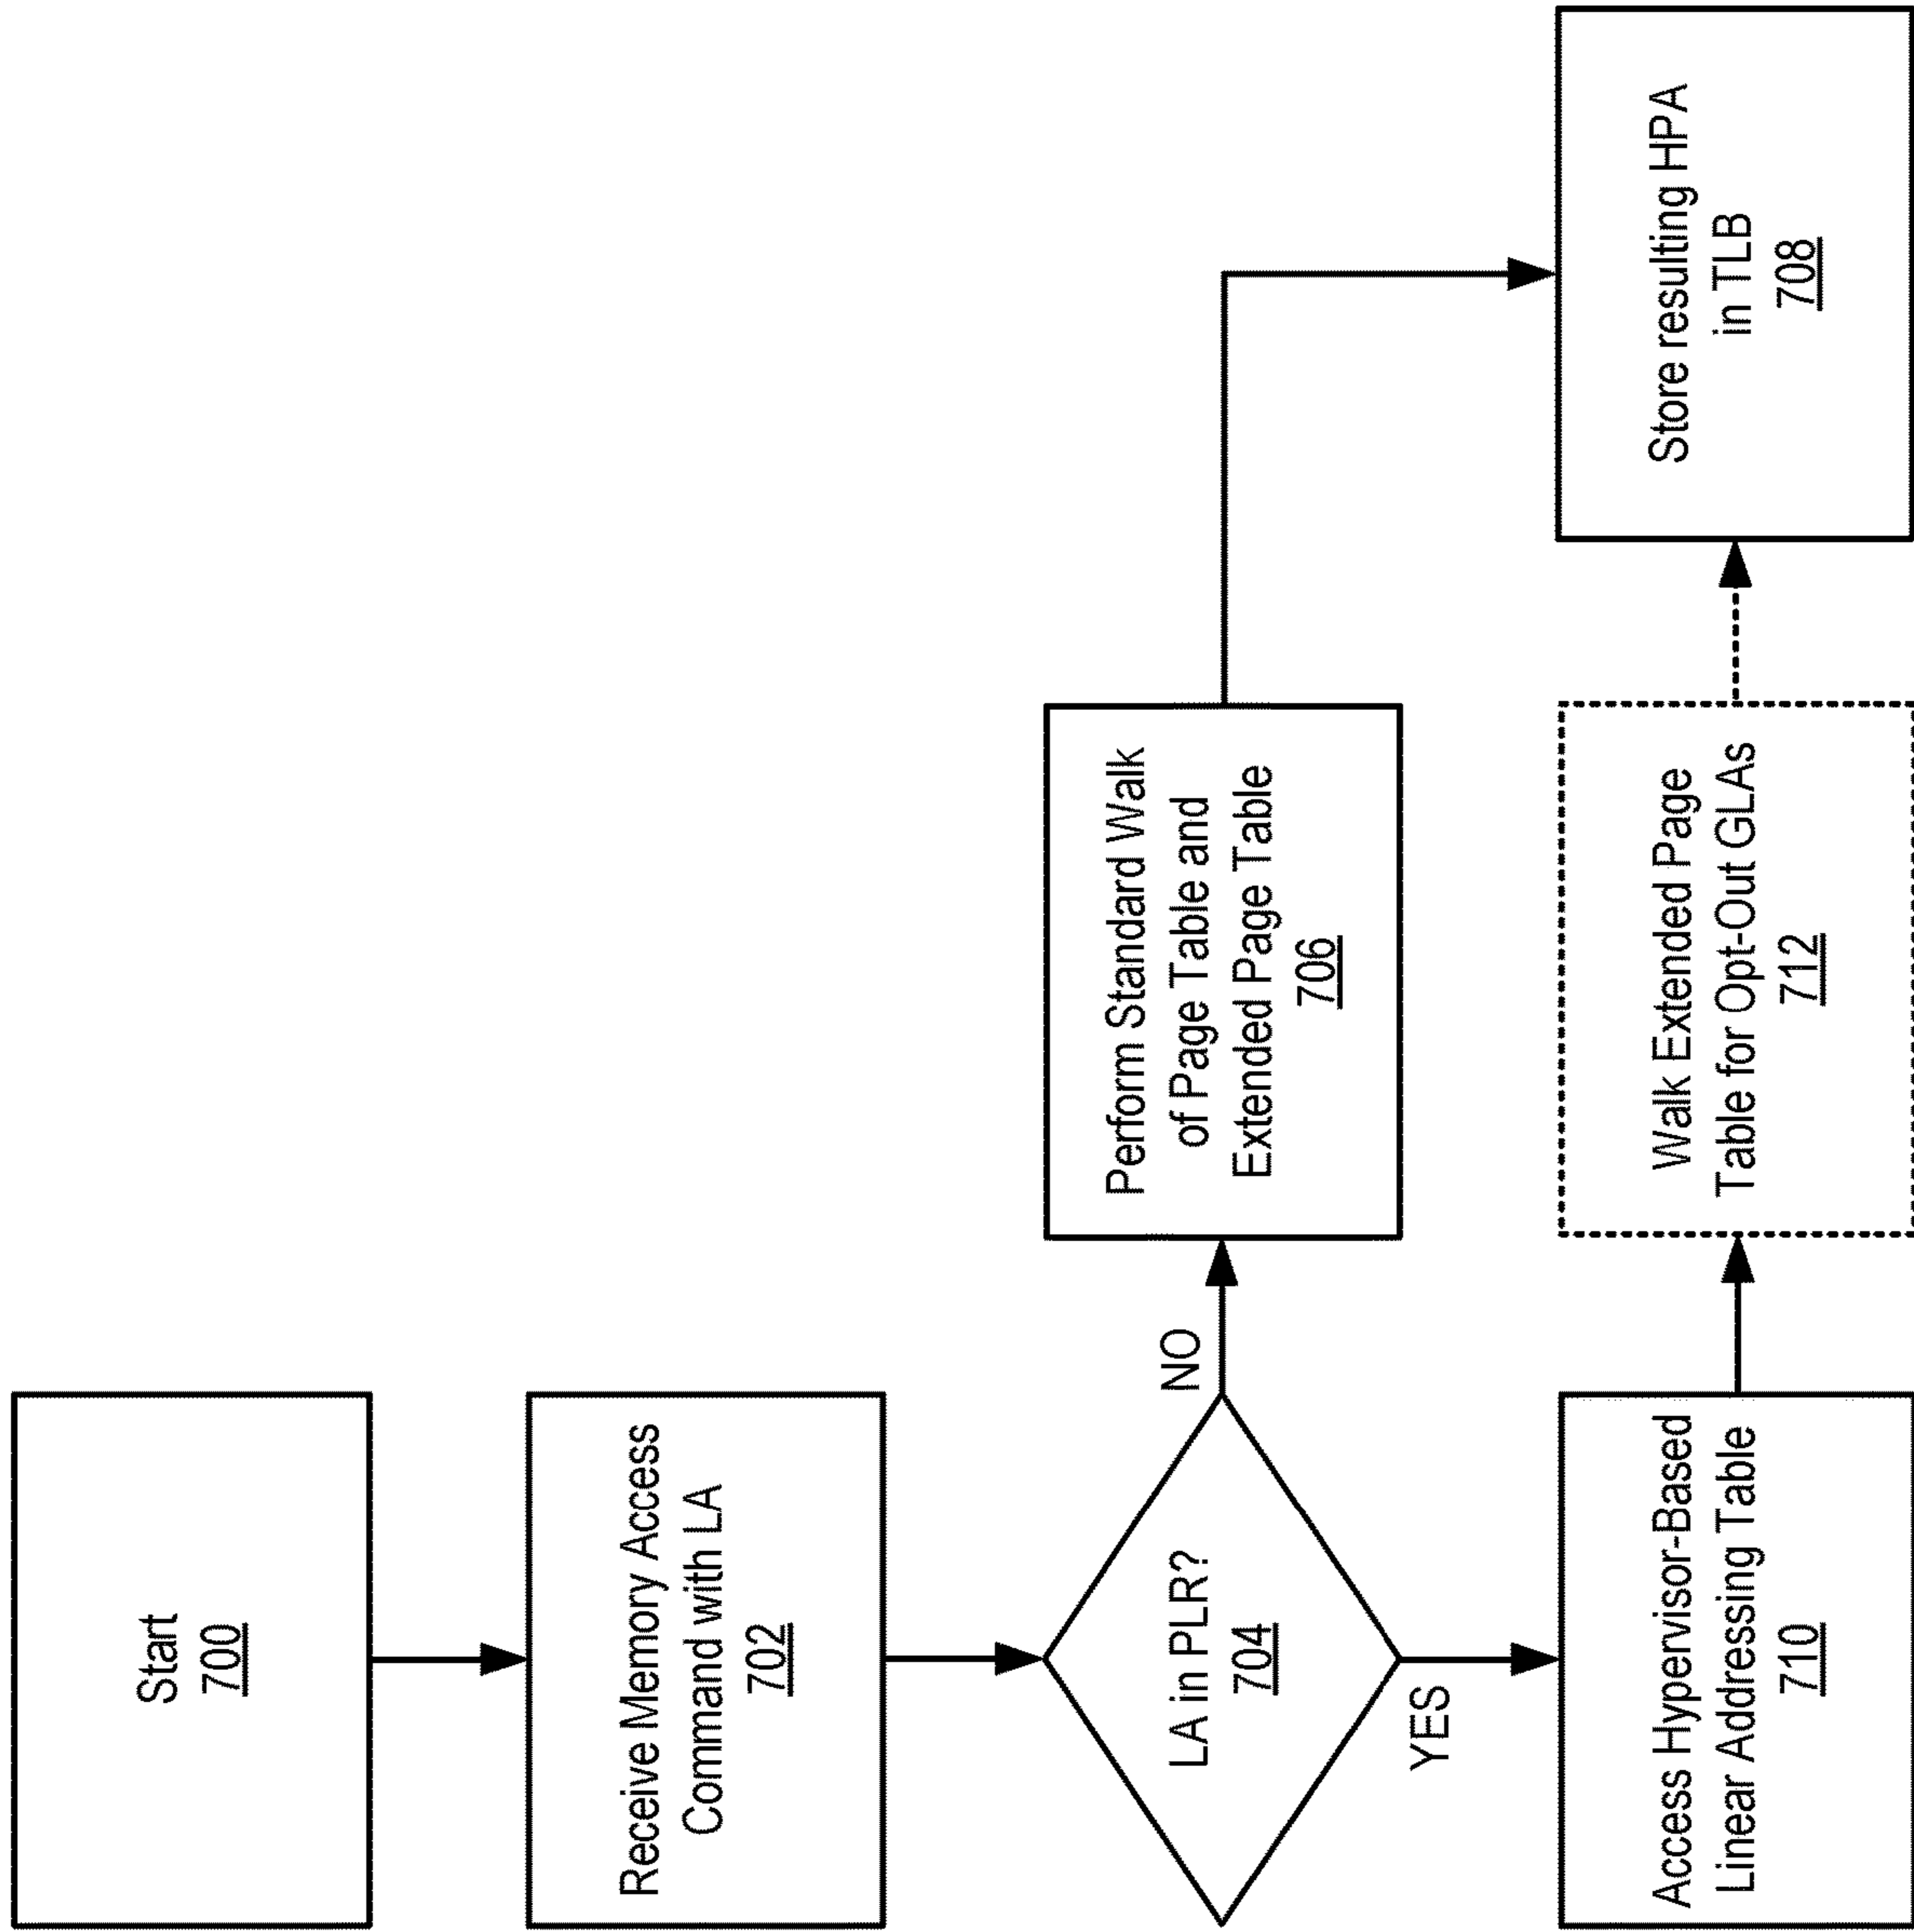 Start
700
Receive Memory Access
Command with LA
702
LA in PLR?
704
NO
YES
Perform Standard Walk
of Page Table and
Extended Page Table
706
Access Hypervisor-Based
Linear Addressing Table
710
Walk Extended Page
Table for Opt-Out GLAs
712
Store resulting HPA
in TLB
708